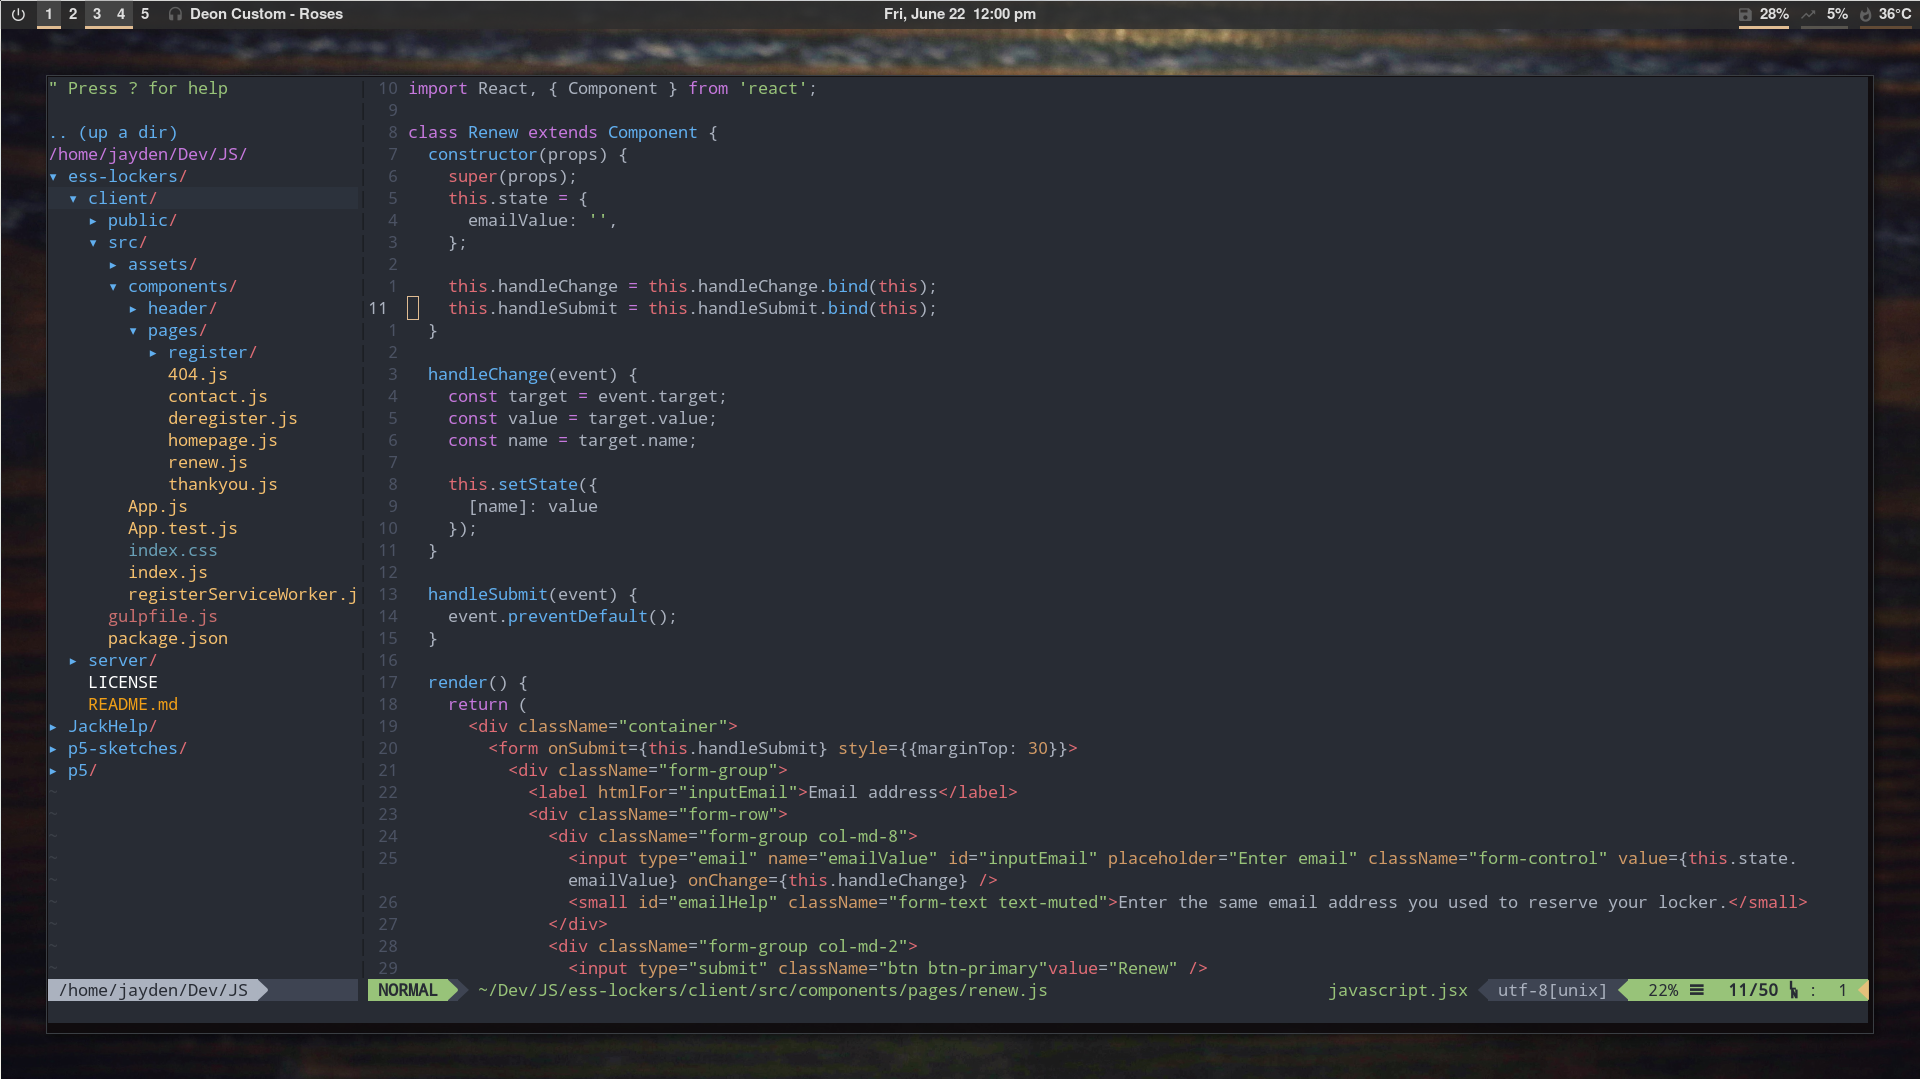 1 2 3 4 5 Deon Custom - Roses Fri, June 22 12:00 pm 28% 5% 36°C
" Press ? for help
.. (up a dir)
/home/jayden/Dev/JS/
▾ ess-lockers/
▾ client/
▸ public/
▾ src/
▸ assets/
▾ components/
▸ header/
▾ pages/
▸ register/
404.js
contact.js
deregister.js
homepage.js
renew.js
thankyou.js
App.js
App.test.js
index.css
index.js
registerServiceWorker.j
gulpfile.js
package.json
▸ server/
LICENSE
README.md
▸ JackHelp/
▸ p5-sketches/
▸ p5/
~
~
~
~
~
~
~
~
~
/home/jayden/Dev/JS
10 import React, { Component } from 'react';
9
8 class Renew extends Component {
7 constructor(props) {
6 super(props);
5 this.state = {
4 emailValue: '',
3 };
2
1 this.handleChange = this.handleChange.bind(this);
11 this.handleSubmit = this.handleSubmit.bind(this);
1 }
2
3 handleChange(event) {
4 const target = event.target;
5 const value = target.value;
6 const name = target.name;
7
8 this.setState({
9 [name]: value
10 });
11 }
12
13 handleSubmit(event) {
14 event.preventDefault();
15 }
16
17 render() {
18 return (
19 <div className="container">
20 <form onSubmit={this.handleSubmit} style={{marginTop: 30}}>
21 <div className="form-group">
22 <label htmlFor="inputEmail">Email address</label>
23 <div className="form-row">
24 <div className="form-group col-md-8">
25 <input type="email" name="emailValue" id="inputEmail" placeholder="Enter email" className="form-control" value={this.state.
emailValue} onChange={this.handleChange} />
26 <small id="emailHelp" className="form-text text-muted">Enter the same email address you used to reserve your locker.</small>
27 </div>
28 <div className="form-group col-md-2">
29 <input type="submit" className="btn btn-primary"value="Renew" />
NORMAL ~/Dev/JS/ess-lockers/client/src/components/pages/renew.js javascript.jsx utf-8[unix] 22% ☰ 11/50 ㏑ : 1